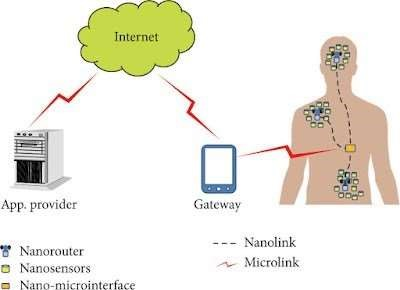 Internet
App. provider
Gateway
Nanorouter
Nanosensors
Nano-microinterface
Nanolink
Microlink